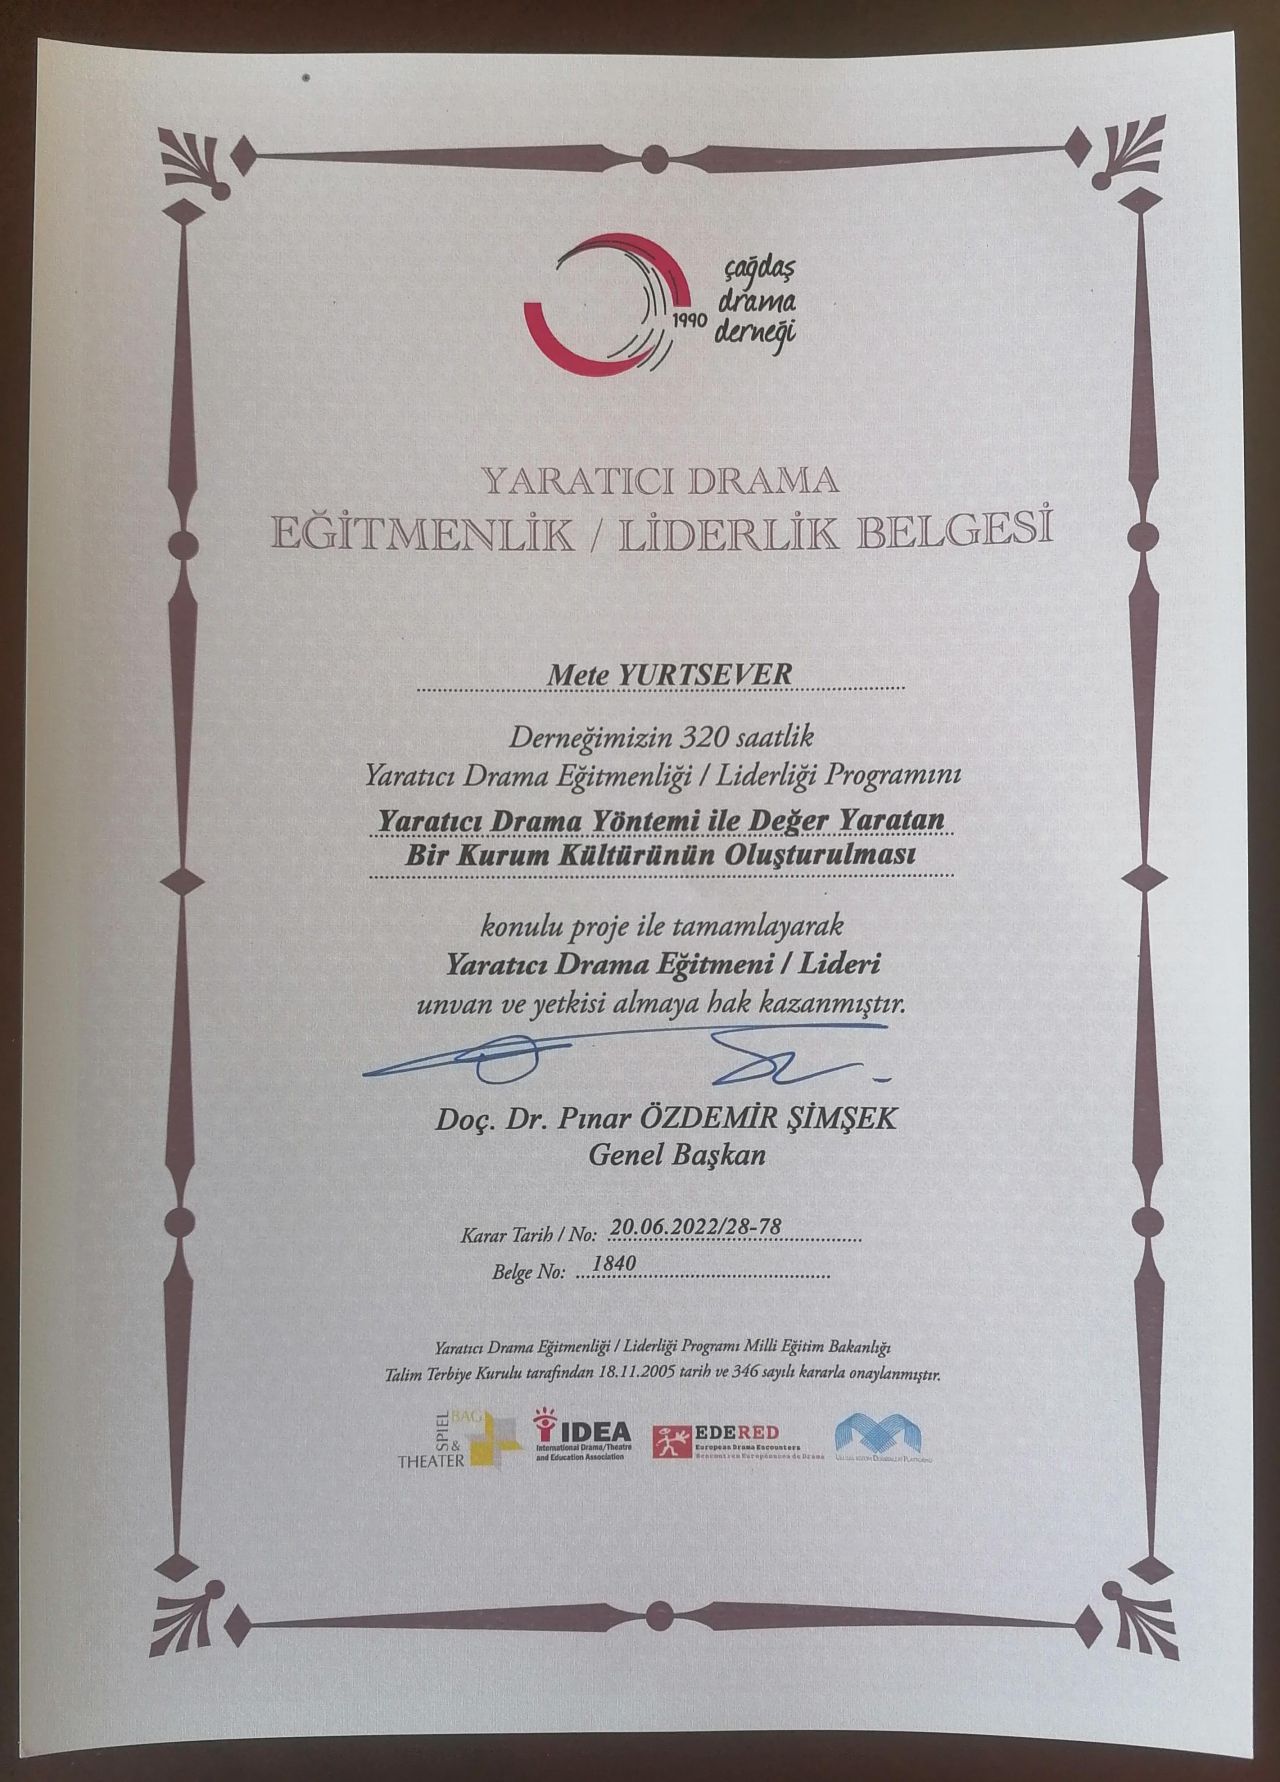 çağdaş
drama
1990 derneği
YARATICI DRAMA
EĞİTMENLİK / LİDERLİK BELGESİ
Mete YURTSEVER
Derneğimizin 320 saatlik
Yaratıcı Drama Eğitmenliği / Liderliği Programını
Yaratıcı Drama Yöntemi ile Değer Yaratan
Bir Kurum Kültürünün Oluşturulması
konulu proje ile tamamlayarak
Yaratıcı Drama Eğitmeni / Lideri
unvan ve yetkisi almaya hak kazanmıştır.
Doç. Dr. Pınar ÖZDEMİR ŞİMŞEK
Genel Başkan
Karar Tarih / No: 20.06.2022/28-78
Belge No: 1840
Yaratıcı Drama Eğitmenliği / Liderliği Programı Milli Eğitim Bakanlığı
Talim Terbiye Kurulu tarafından 18.11.2005 tarih ve 346 sayılı kararla onaylanmıştır.
BAG
SPIEL
&
THEATER
IDEA
International Drama/Theatre
and Education Association
EDERED
European Drama Encounters
Rencontres Européennes de Drama